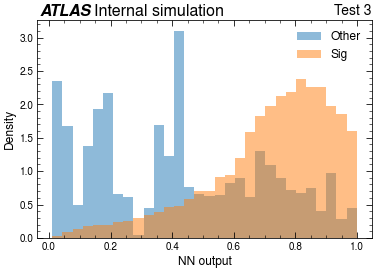 ATLAS Internal simulation
Test 3
Other
Sig
Density
3.0
2.5
2.0
1.5
1.0
0.5
0.0
0.0 0.2 0.4 0.6 0.8 1.0
NN output